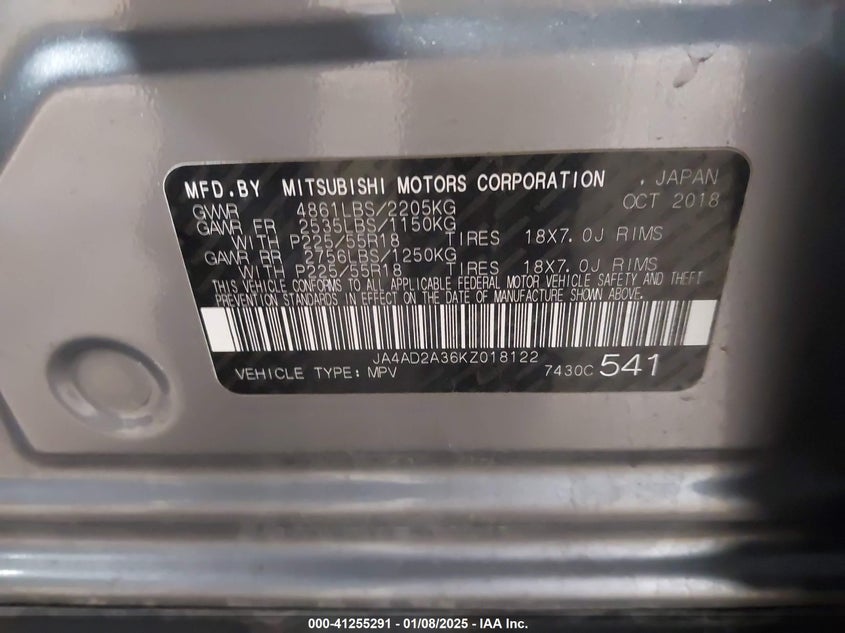 MFD.BY MITSUBISHI MOTORS CORPORATION , JAPAN
GVWR 4861LBS/2205KG OCT 2018
GAWR FR 2535LBS/1150KG
WITH P225/55R18 TIRES 18X7.0J RIMS
GAWR RR 2756LBS/1250KG
WITH P225/55R18 TIRES 18X7.0J RIMS
THIS VEHICLE CONFORMS TO ALL APPLICABLE FEDERAL MOTOR VEHICLE SAFETY AND THEFT
PREVENTION STANDARDS IN EFFECT ON THE DATE OF MANUFACTURE SHOWN ABOVE.
JA4AD2A36KZ018122
VEHICLE TYPE: MPV 7430C 541
000-41255291 - 01/08/2025 - IAA Inc.